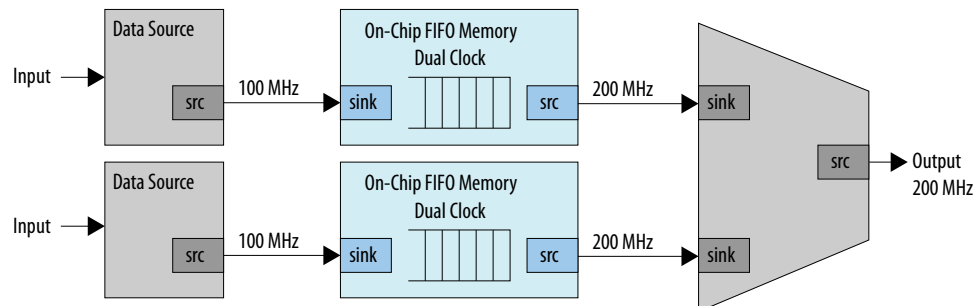 Data Source
Input
src
100 MHz
On-Chip FIFO Memory
Dual Clock
sink
src
200 MHz
sink
Data Source
Input
src
100 MHz
On-Chip FIFO Memory
Dual Clock
sink
src
200 MHz
sink
src
Output
200 MHz